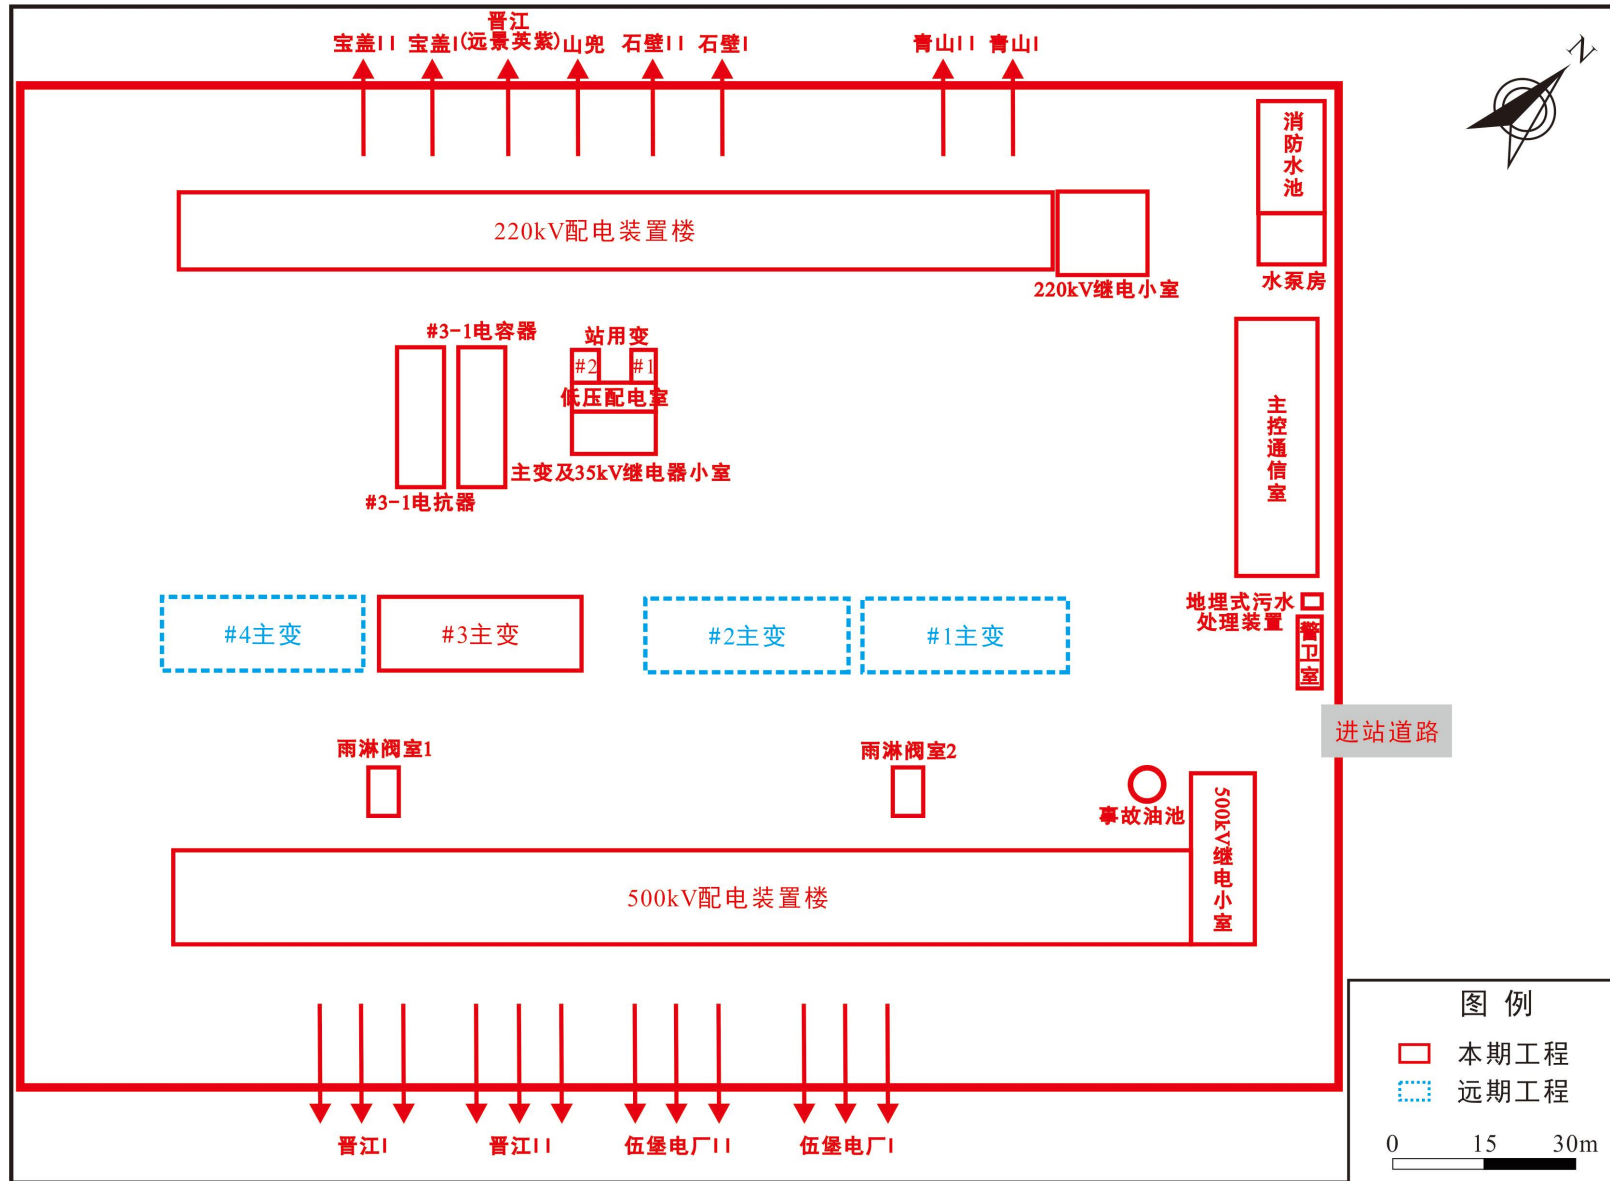 晋江
宝盖II
宝盖I
(远景英紫)
山兜
石壁II
石壁I
青山II
青山I
N
消防水池
220kV配电装置楼
水泵房
220kV继电小室
#3-1电容器
站用变
#2
#1
低压配电室
主控通信室
主变及35kV继电器小室
#3-1电抗器
地埋式污水
处理装置
警卫室
#4主变
#3主变
#2主变
#1主变
进站道路
雨淋阀室1
雨淋阀室2
事故油池
500kV继电小室
500kV配电装置楼
图 例
本期工程
远期工程
0
15
30m
晋江I
晋江II
伍堡电厂II
伍堡电厂I